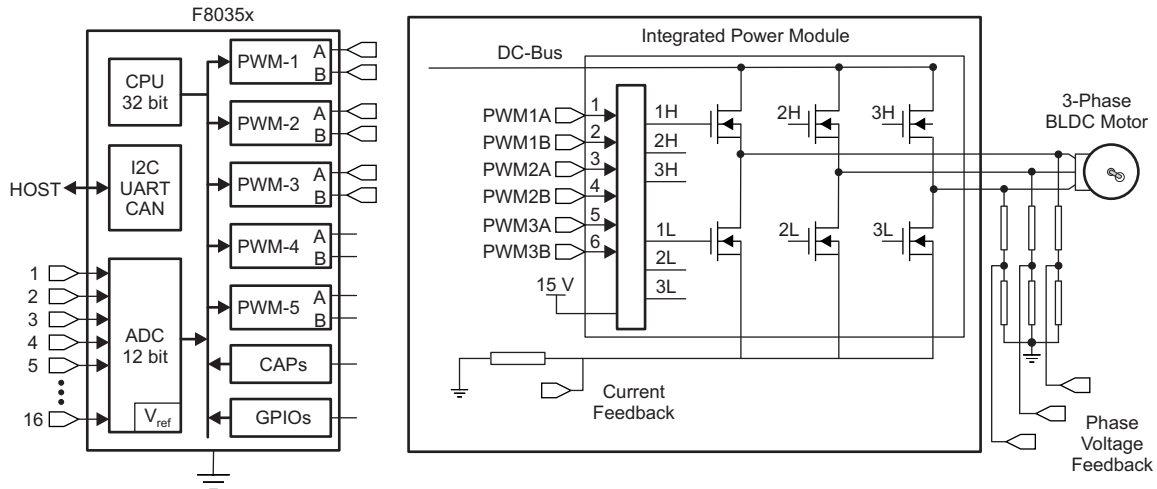 F8035x
CPU
32 bit
I2C
UART
CAN
HOST
1
2
3
4
5
16
ADC
12 bit
Vref
PWM-1
A
B
PWM-2
A
B
PWM-3
A
B
PWM-4
A
B
PWM-5
A
B
CAPs
GPIOs
Integrated Power Module
DC-Bus
PWM1A
1
PWM1B
2
PWM2A
3
PWM2B
4
PWM3A
5
PWM3B
6
15 V
1H
2H
3H
1L
2L
3L
2H
3H
2L
3L
Current
Feedback
3-Phase
BLDC Motor
Phase
Voltage
Feedback